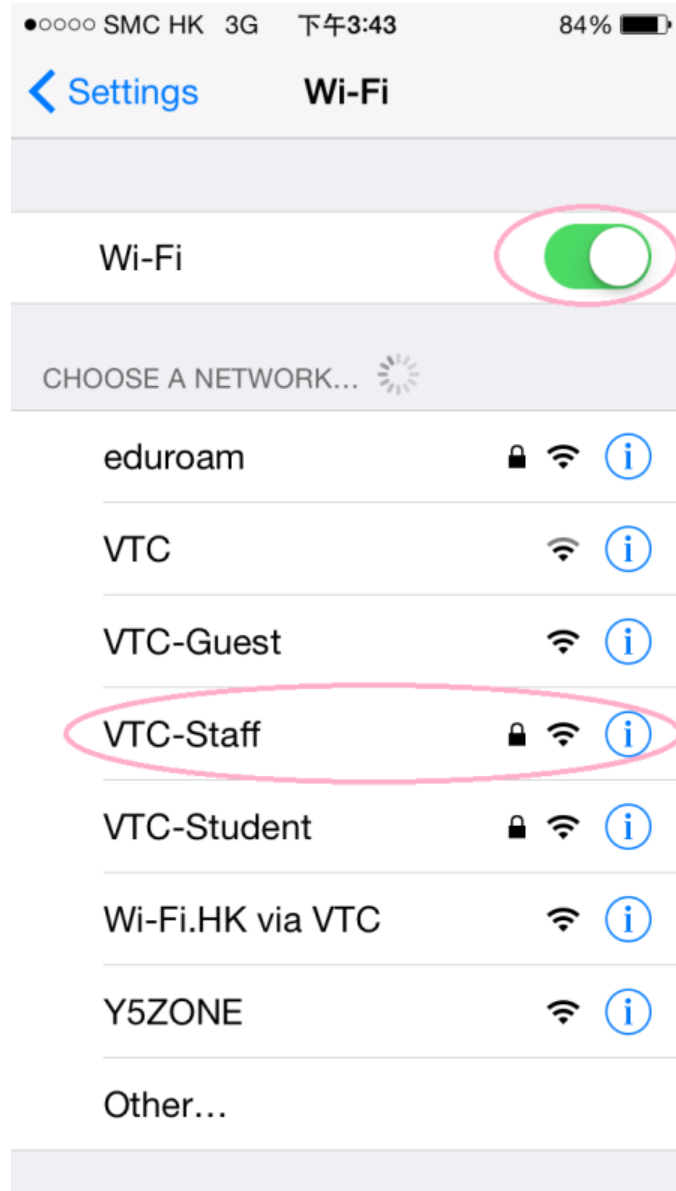 SMC HK 3G 下午3:43 84%
Settings Wi-Fi
Wi-Fi
CHOOSE A NETWORK...
eduroam
VTC
VTC-Guest
VTC-Staff
VTC-Student
Wi-Fi.HK via VTC
Y5ZONE
Other...